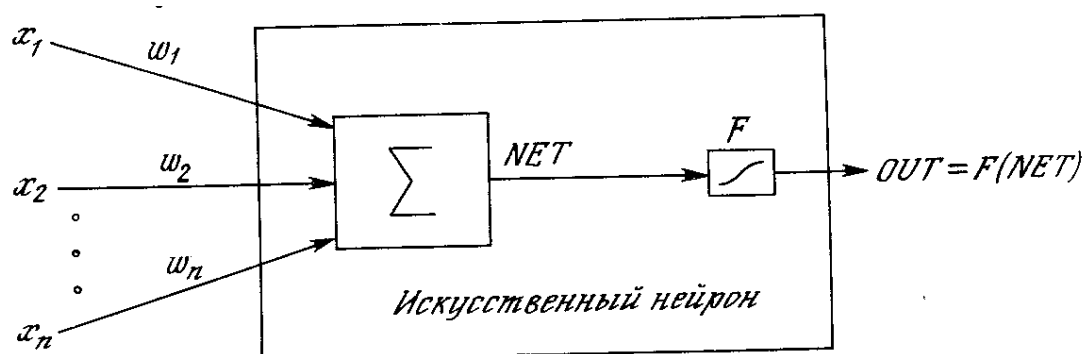 x₁ w₁
F
NET
Σ
OUT = F(NET)
x₂ w₂
wₙ
Искусственный нейрон
xₙ